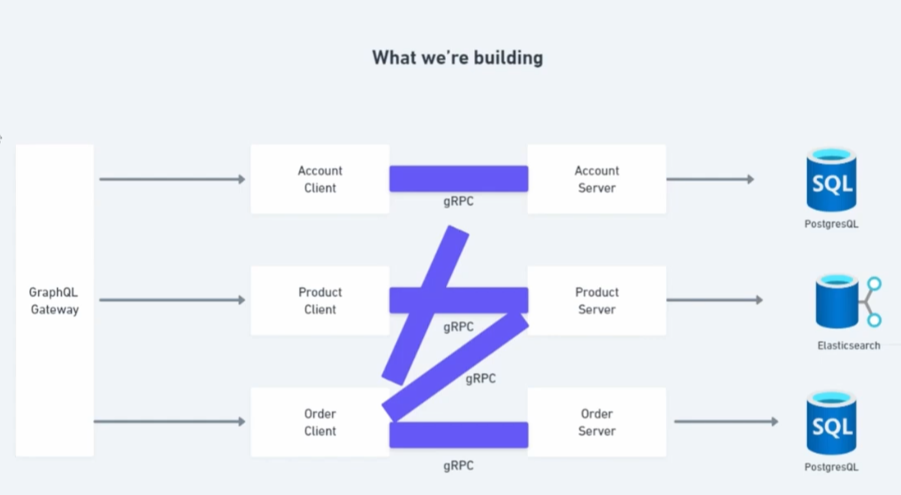 What we're building
Account
Client
gRPC
Account
Server
SQL
PostgresQL
GraphQL
Gateway
Product
Client
gRPC
Product
Server
Elasticsearch
gRPC
Order
Client
gRPC
Order
Server
SQL
PostgresQL